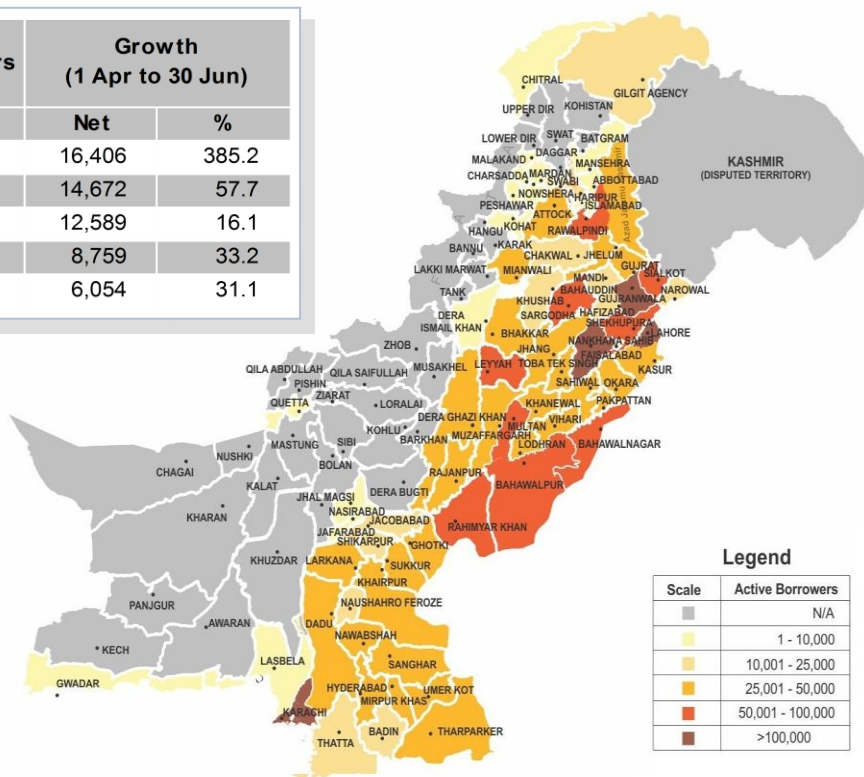 rs
Growth
(1 Apr to 30 Jun)
Net %
16,406 385.2
14,672 57.7
12,589 16.1
8,759 33.2
6,054 31.1
CHITRAL
GILGIT AGENCY
UPPER DIR
KOHISTAN
LOWER DIR
SWAT
BATGRAM
DAGGAR
MALAKAND
MANSEHRA
KASHMIR
(DISPUTED TERRITORY)
CHARSADDA
MARDAN
SWABI
ABBOTTABAD
NOWSHERA
HARIPUR
PESHAWAR
ISLAMABAD
ATTOCK
KOHAT
HANGU
RAWALPINDI
Azad Jammu
KARAK
BANNU
CHAKWAL
JHELUM
LAKKI MARWAT
MIANWALI
GUJRAT
SIALKOT
MANDI
BAHAUDDIN
NAROWAL
TANK
KHUSHAB
GUJRANWALA
SARGODHA
HAFIZABAD
DERA
ISMAIL KHAN
SHEKHUPURA
BHAKKAR
LAHORE
ZHOB
NANKHANA SAHIB
JHANG
FAISALABAD
QILA ABDULLAH
QILA SAIFULLAH
MUSAKHEL
LEYYAH
TOBA TEK SINGH
KASUR
PISHIN
SAHIWAL
OKARA
ZIARAT
QUETTA
LORALAI
KHANEWAL
PAKPATTAN
DERA GHAZI KHAN
VIHARI
MULTAN
KOHLU
MUZAFFARGARH
BARKHAN
LODHRAN
BAHAWALNAGAR
MASTUNG
SIBI
NUSHKI
BOLAN
CHAGAI
RAJANPUR
BAHAWALPUR
KALAT
DERA BUGTI
JHAL MAGSI
NASIRABAD
KHARAN
JACOBABAD
RAHIMYAR KHAN
JAFARABAD
SHIKARPUR
GHOTKI
KHUZDAR
LARKANA
SUKKUR
KHAIRPUR
PANJGUR
NAUSHAHRO FEROZE
DADU
AWARAN
NAWABSHAH
KECH
LASBELA
SANGHAR
GWADAR
HYDERABAD
UMER KOT
MIRPUR KHAS
KARACHI
BADIN
THARPARKER
THATTA
Legend
Scale Active Borrowers
N/A
1 - 10,000
10,001 - 25,000
25,001 - 50,000
50,001 - 100,000
>100,000